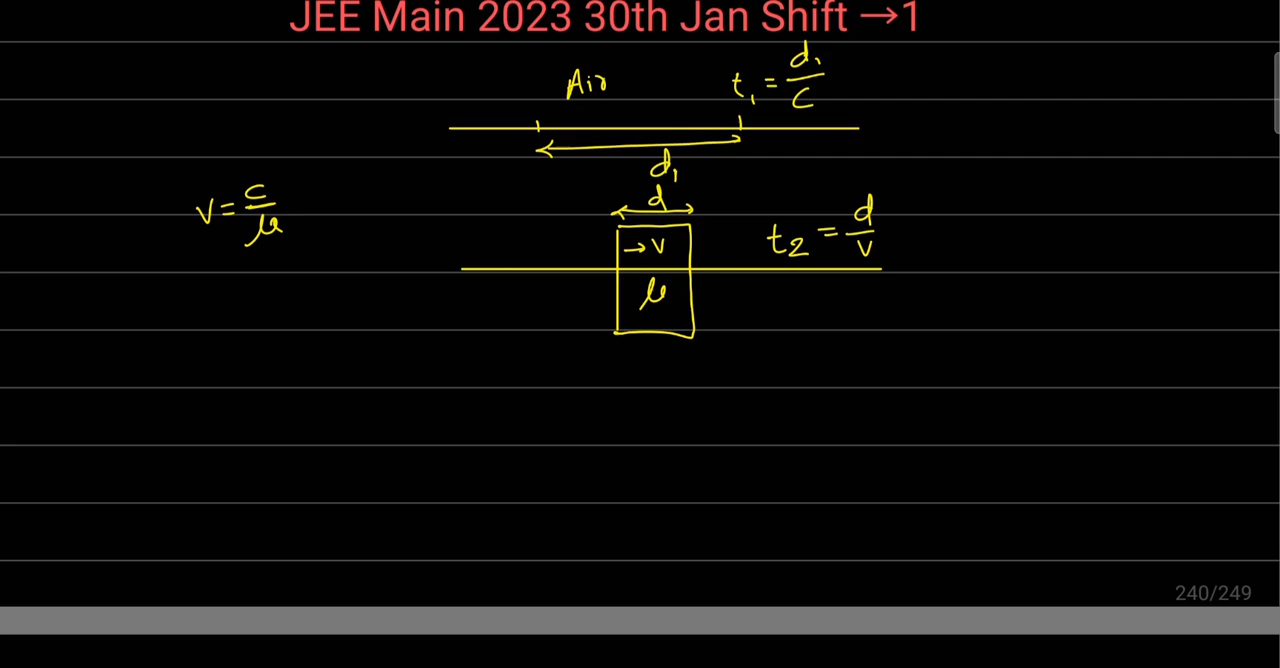 JEE Main 2023 30th Jan Shift →1
Air
t₁ = d₁/c
d₁
d
v = c/μ
→ v
t₂ = d/v
μ
240/249